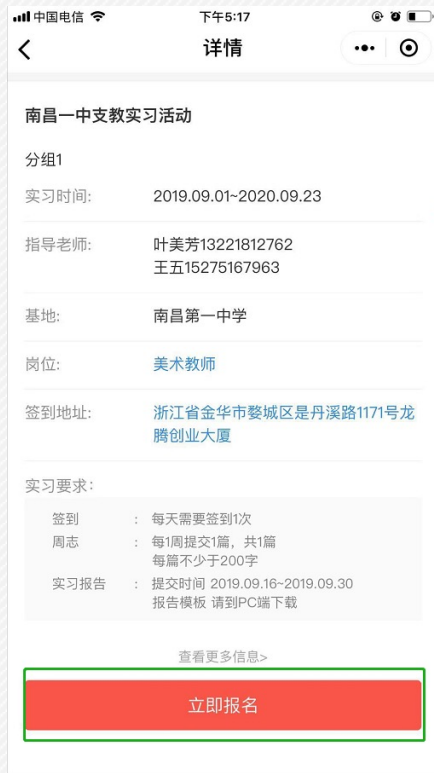 中国电信 下午5:17
详情
南昌一中支教实习活动
分组1
实习时间: 2019.09.01~2020.09.23
指导老师: 叶美芳13221812762
王五15275167963
基地: 南昌第一中学
岗位: 美术教师
签到地址: 浙江省金华市婺城区是丹溪路1171号龙
腾创业大厦
实习要求:
签到 : 每天需要签到1次
周志 : 每1周提交1篇，共1篇
每篇不少于200字
实习报告 : 提交时间 2019.09.16~2019.09.30
报告模板 请到PC端下载
查看更多信息>
立即报名